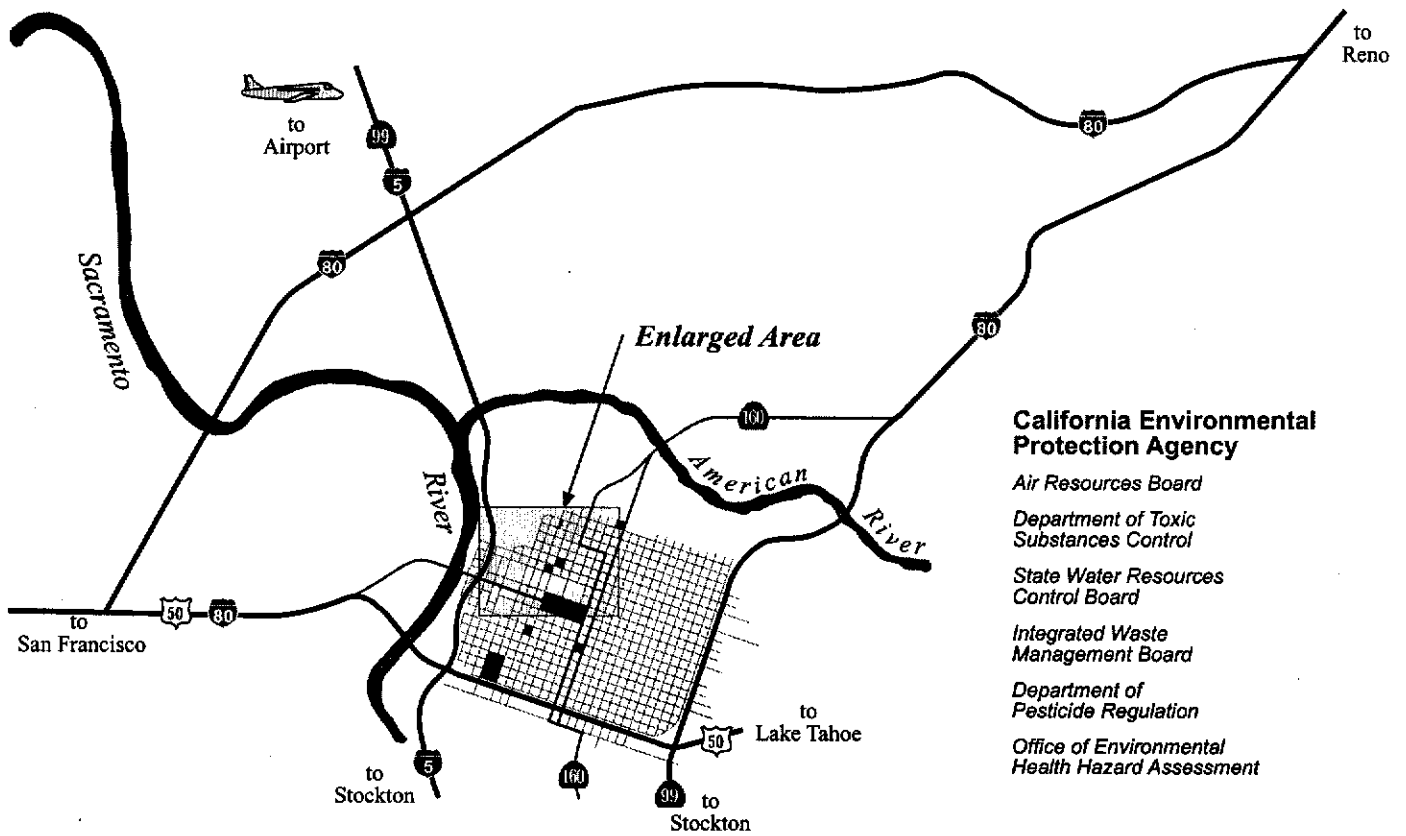 to
Reno
to
Airport
99
5
80
80
80
Sacramento
River
Enlarged Area
160
American
River
to
San Francisco
50
80
to
Lake Tahoe
50
to
Stockton
5
160
99
to
Stockton
California Environmental
Protection Agency
Air Resources Board
Department of Toxic
Substances Control
State Water Resources
Control Board
Integrated Waste
Management Board
Department of
Pesticide Regulation
Office of Environmental
Health Hazard Assessment